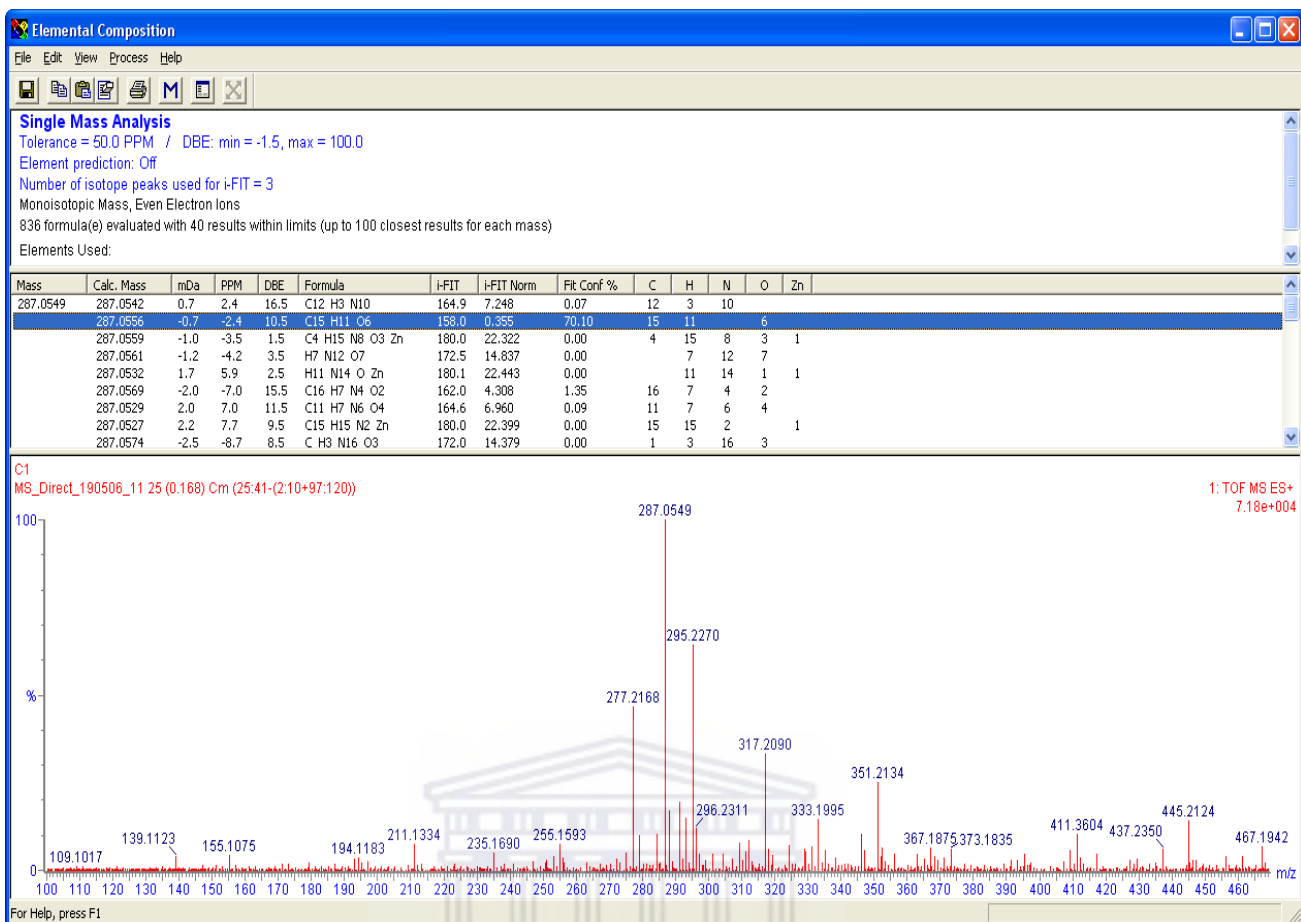 Elemental Composition
File Edit View Process Help
M
Single Mass Analysis
Tolerance = 50.0 PPM / DBE: min = -1.5, max = 100.0
Element prediction: Off
Number of isotope peaks used for i-FIT = 3
Monoisotopic Mass, Even Electron Ions
836 formula(e) evaluated with 40 results within limits (up to 100 closest results for each mass)
Elements Used:
Mass Calc. Mass mDa PPM DBE Formula i-FIT i-FIT Norm Fit Conf % C H N O Zn
287.0549 287.0542 0.7 2.4 16.5 C12 H3 N10 164.9 7.248 0.07 12 3 10
287.0556 -0.7 -2.4 10.5 C15 H11 O6 158.0 0.355 70.10 15 11 6
287.0559 -1.0 -3.5 1.5 C4 H15 N8 O3 Zn 180.0 22.322 0.00 4 15 8 3 1
287.0561 -1.2 -4.2 3.5 H7 N12 O7 172.5 14.837 0.00 7 12 7
287.0532 1.7 5.9 2.5 H11 N14 O Zn 180.1 22.443 0.00 11 14 1 1
287.0569 -2.0 -7.0 15.5 C16 H7 N4 O2 162.0 4.308 1.35 16 7 4 2
287.0529 2.0 7.0 11.5 C11 H7 N6 O4 164.6 6.960 0.09 11 7 6 4
287.0527 2.2 7.7 9.5 C15 H15 N2 Zn 180.0 22.399 0.00 15 15 2 1
287.0574 -2.5 -8.7 8.5 C H3 N16 O3 172.0 14.379 0.00 1 3 16 3
C1
MS_Direct_190506_11 25 (0.168) Cm (25:41-(2:10+97:120))
1: TOF MS ES+
7.18e+004
100
%
0
287.0549
295.2270
277.2168
317.2090
351.2134
333.1995
296.2311
445.2124
411.3604
437.2350
467.1942
367.1875
373.1835
255.1593
235.1690
211.1334
194.1183
155.1075
139.1123
109.1017
m/z
100 110 120 130 140 150 160 170 180 190 200 210 220 230 240 250 260 270 280 290 300 310 320 330 340 350 360 370 380 390 400 410 420 430 440 450 460
For Help, press F1